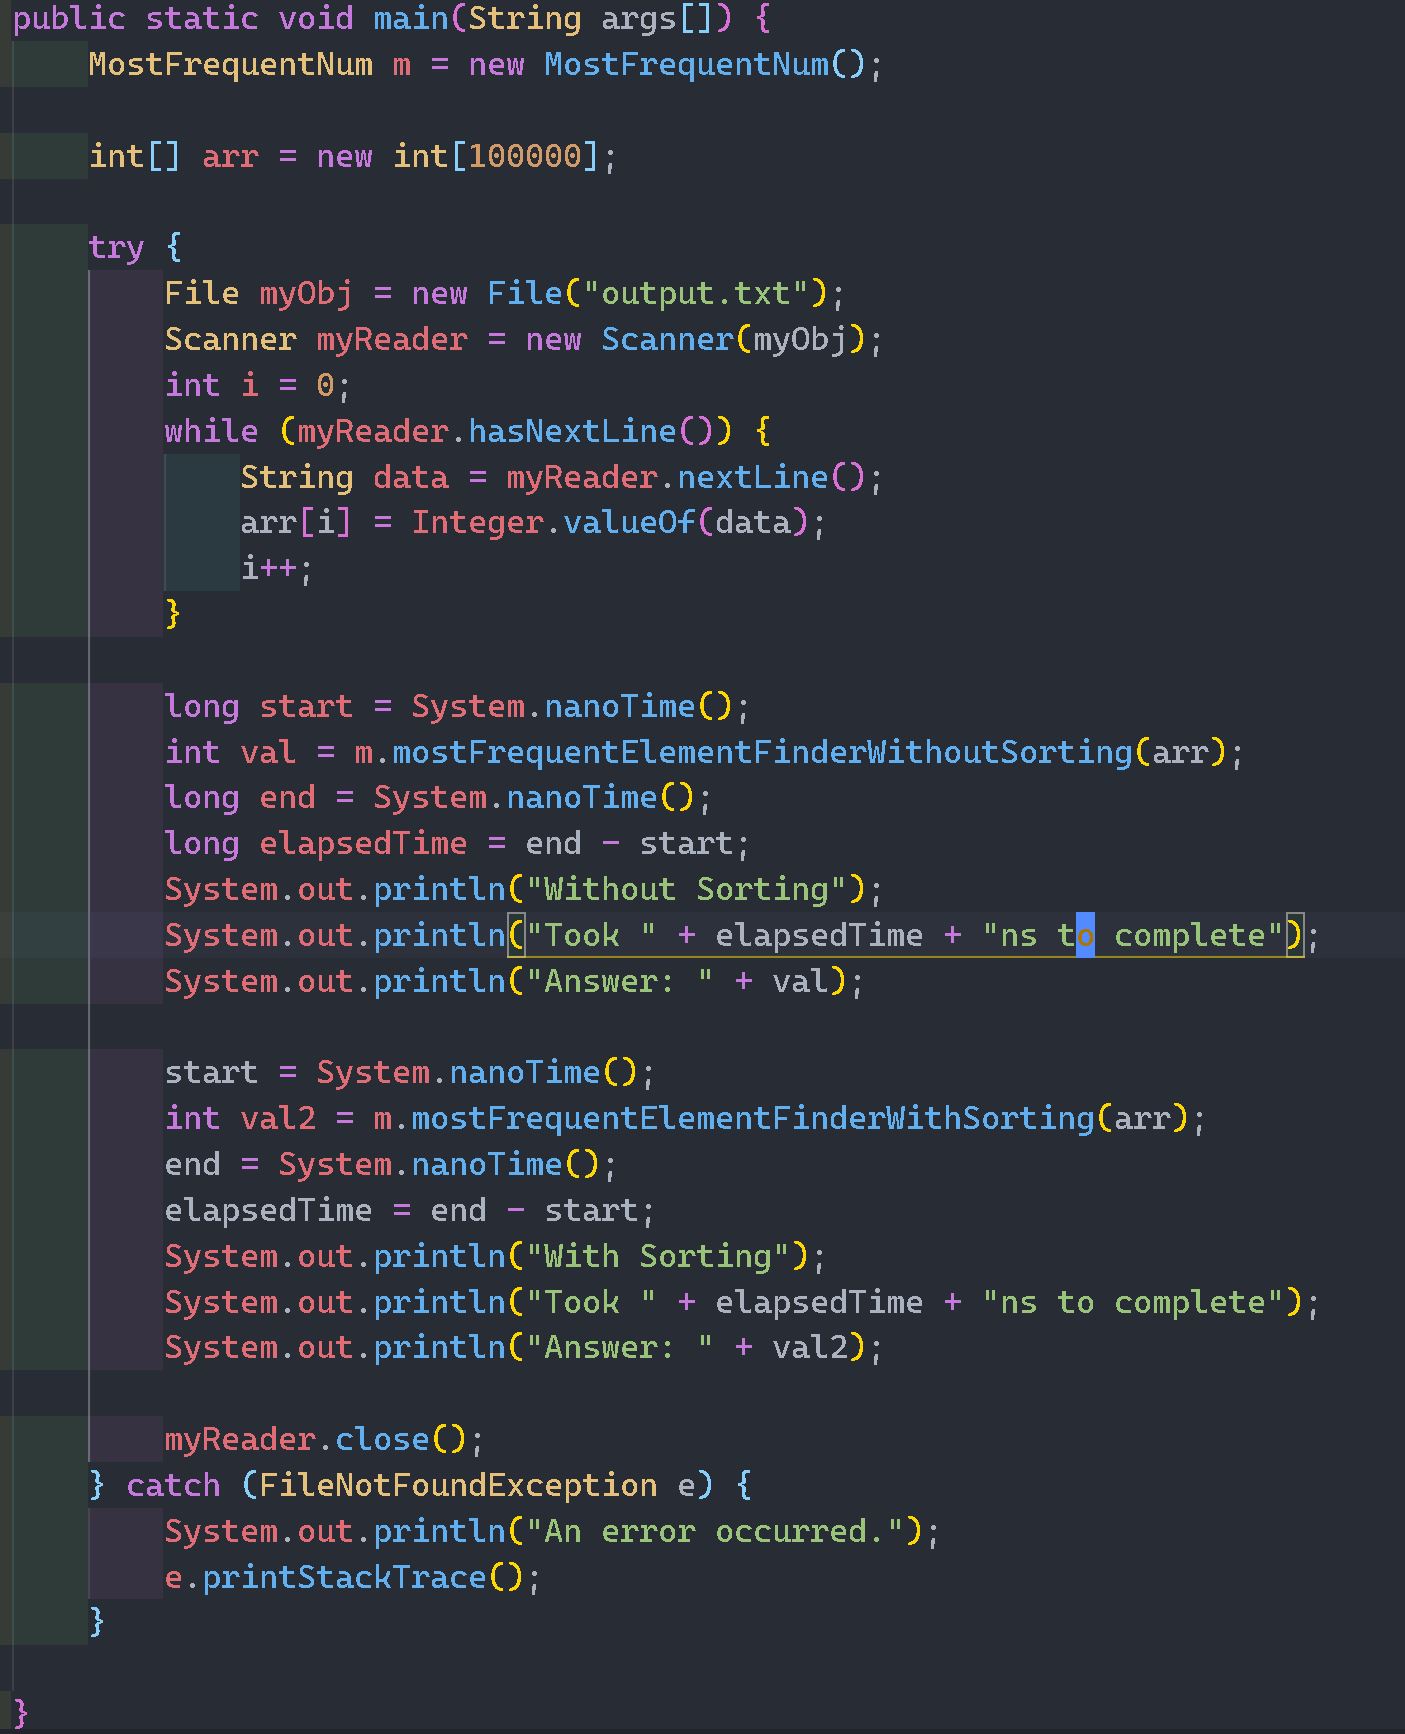 public static void main(String args[]) {
    MostFrequentNum m = new MostFrequentNum();

    int[] arr = new int[100000];

    try {
        File myObj = new File("output.txt");
        Scanner myReader = new Scanner(myObj);
        int i = 0;
        while (myReader.hasNextLine()) {
            String data = myReader.nextLine();
            arr[i] = Integer.valueOf(data);
            i++;
        }

        long start = System.nanoTime();
        int val = m.mostFrequentElementFinderWithoutSorting(arr);
        long end = System.nanoTime();
        long elapsedTime = end - start;
        System.out.println("Without Sorting");
        System.out.println("Took " + elapsedTime + "ns to complete");
        System.out.println("Answer: " + val);

        start = System.nanoTime();
        int val2 = m.mostFrequentElementFinderWithSorting(arr);
        end = System.nanoTime();
        elapsedTime = end - start;
        System.out.println("With Sorting");
        System.out.println("Took " + elapsedTime + "ns to complete");
        System.out.println("Answer: " + val2);

        myReader.close();
    } catch (FileNotFoundException e) {
        System.out.println("An error occurred.");
        e.printStackTrace();
    }

}